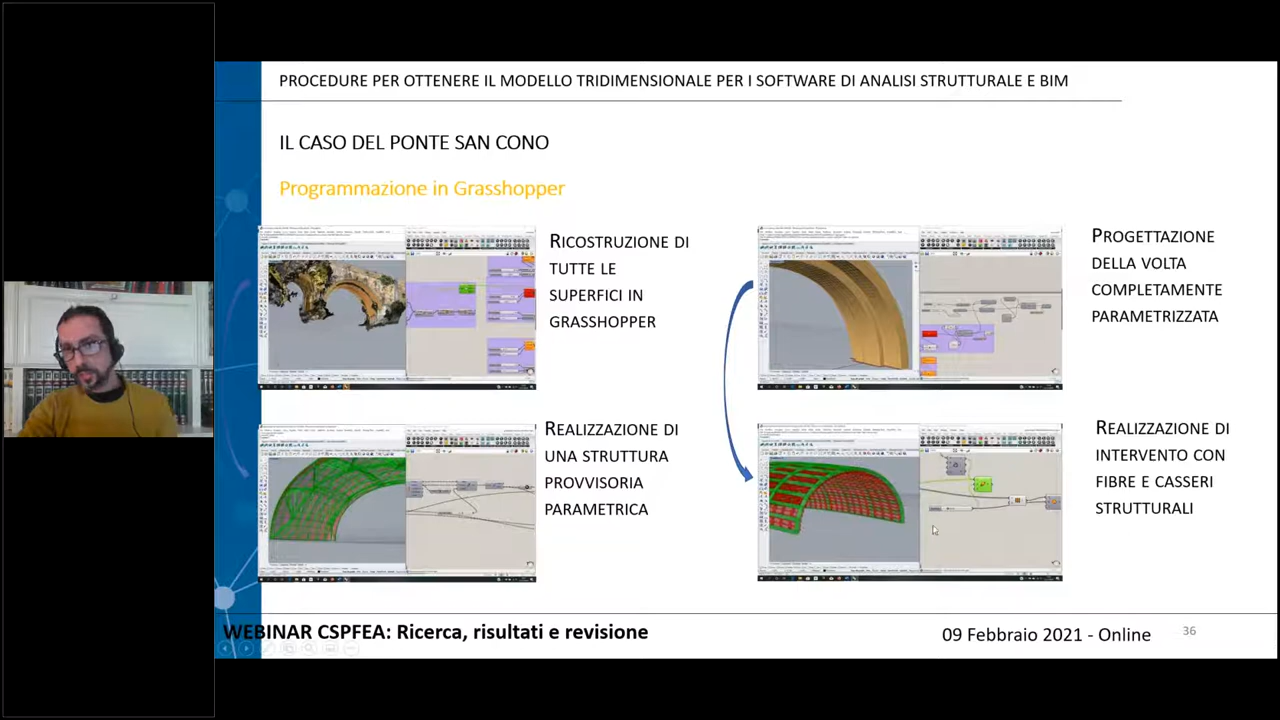 PROCEDURE PER OTTENERE IL MODELLO TRIDIMENSIONALE PER I SOFTWARE DI ANALISI STRUTTURALE E BIM
IL CASO DEL PONTE SAN CONO
Programmazione in Grasshopper
RICOSTRUZIONE DI
TUTTE LE
SUPERFICI IN
GRASSHOPPER
PROGETTAZIONE
DELLA VOLTA
COMPLETAMENTE
PARAMETRIZZATA
REALIZZAZIONE DI
UNA STRUTTURA
PROVVISORIA
PARAMETRICA
REALIZZAZIONE DI
INTERVENTO CON
FIBRE E CASSERI
STRUTTURALI
WEBINAR CSPFEA: Ricerca, risultati e revisione
09 Febbraio 2021 - Online
36